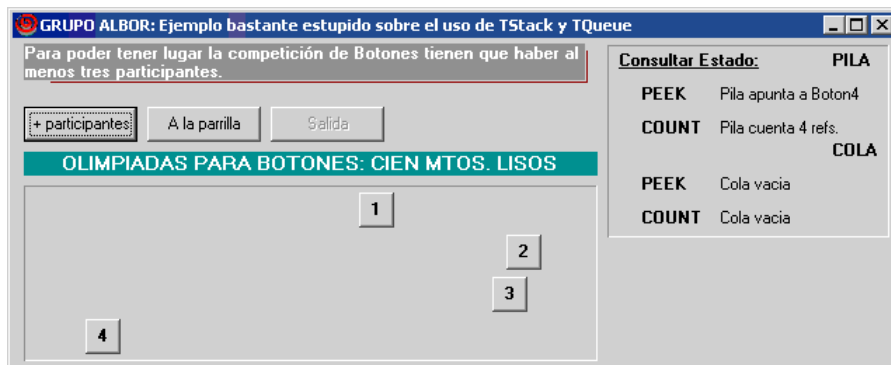 GRUPO ALBOR: Ejemplo bastante estupido sobre el uso de TStack y TQueue
Para poder tener lugar la competición de Botones tienen que haber al
menos tres participantes.
+ participantes
A la parrilla
Salida
OLIMPIADAS PARA BOTONES: CIEN MTOS. LISOS
1
2
3
4
Consultar Estado: PILA
PEEK Pila apunta a Boton4
COUNT Pila cuenta 4 refs.
COLA
PEEK Cola vacia
COUNT Cola vacia